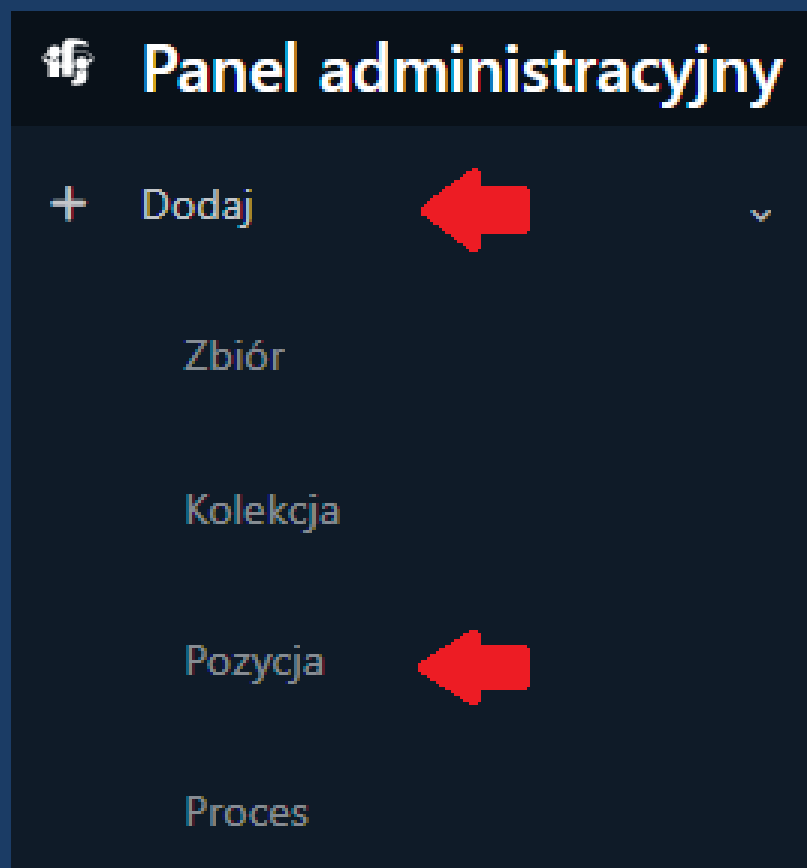 Panel administracyjny
Dodaj
Zbiór
Kolekcja
Pozycja
Proces